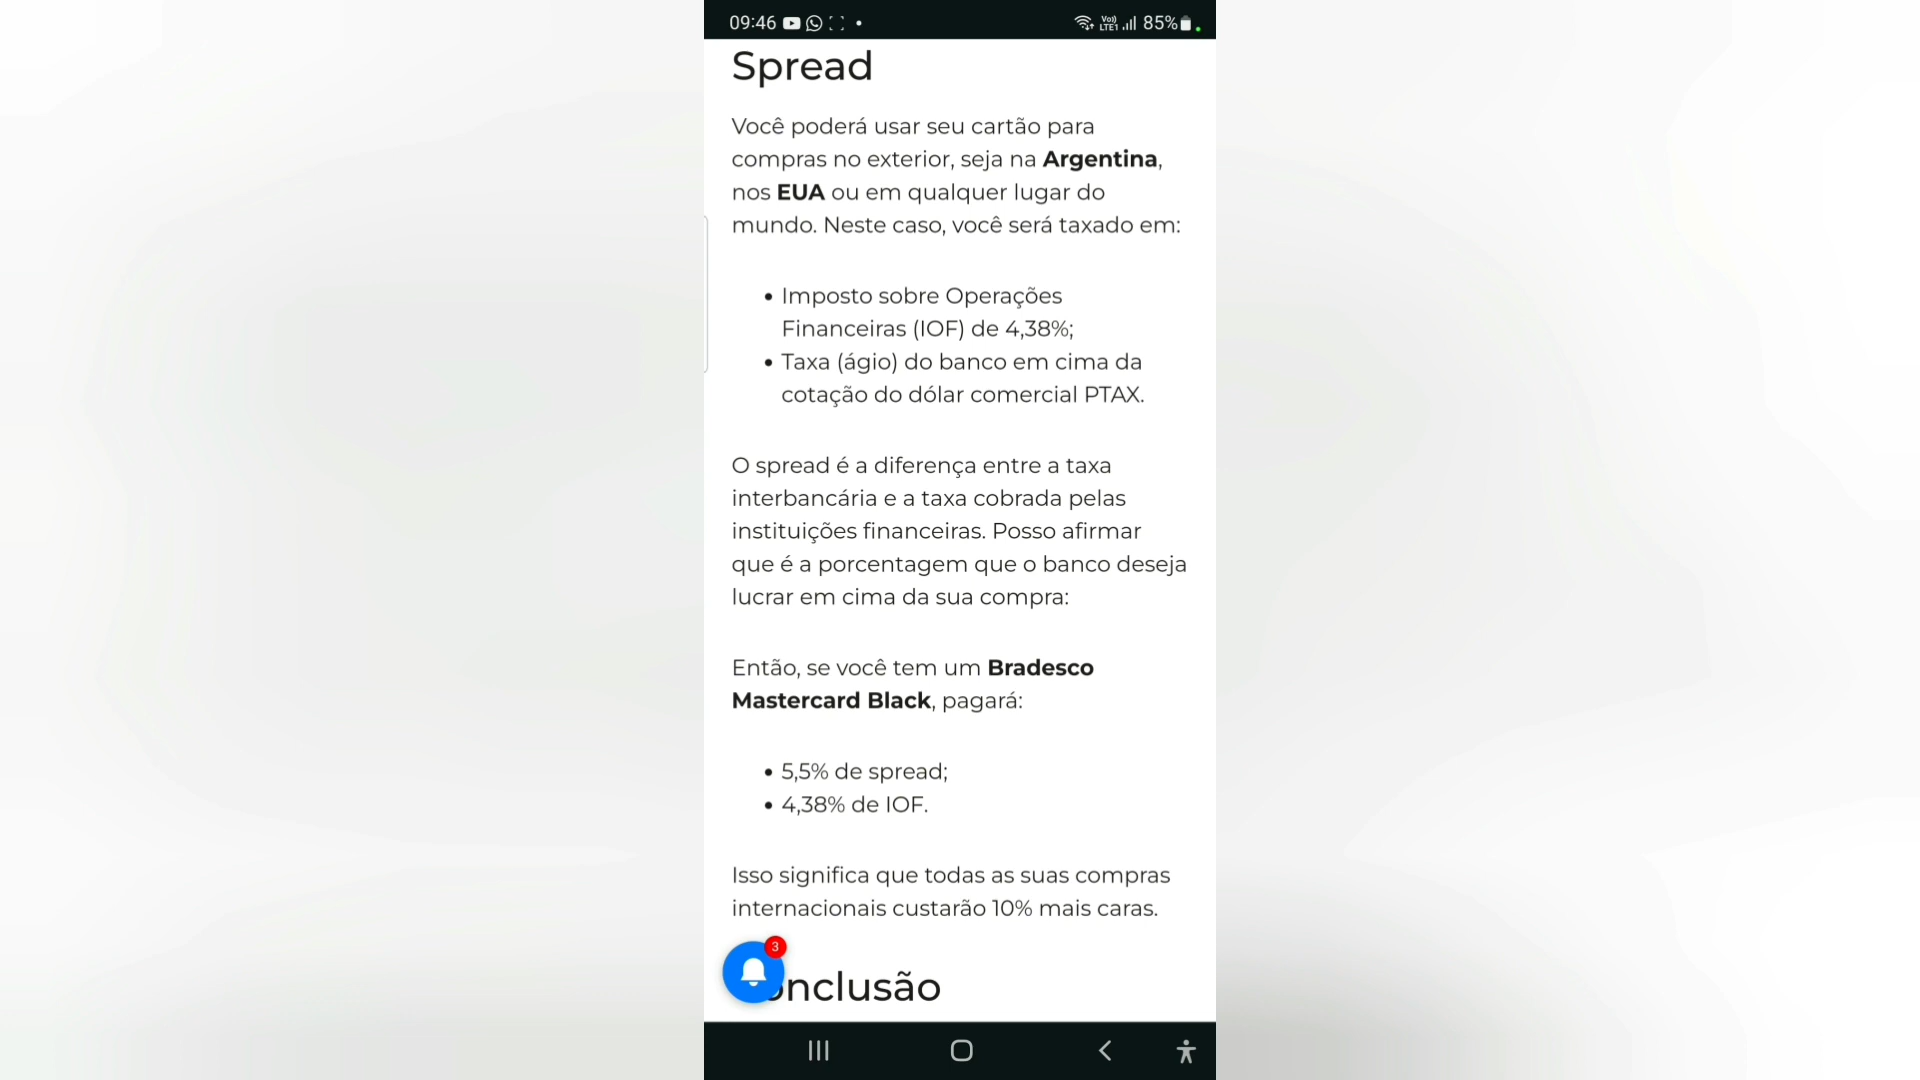 09:46
Vo)) LTE1 85%
Spread
Você poderá usar seu cartão para
compras no exterior, seja na Argentina,
nos EUA ou em qualquer lugar do
mundo. Neste caso, você será taxado em:
• Imposto sobre Operações
Financeiras (IOF) de 4,38%;
• Taxa (ágio) do banco em cima da
cotação do dólar comercial PTAX.
O spread é a diferença entre a taxa
interbancária e a taxa cobrada pelas
instituições financeiras. Posso afirmar
que é a porcentagem que o banco deseja
lucrar em cima da sua compra:
Então, se você tem um Bradesco
Mastercard Black, pagará:
• 5,5% de spread;
• 4,38% de IOF.
Isso significa que todas as suas compras
internacionais custarão 10% mais caras.
3
onclusão